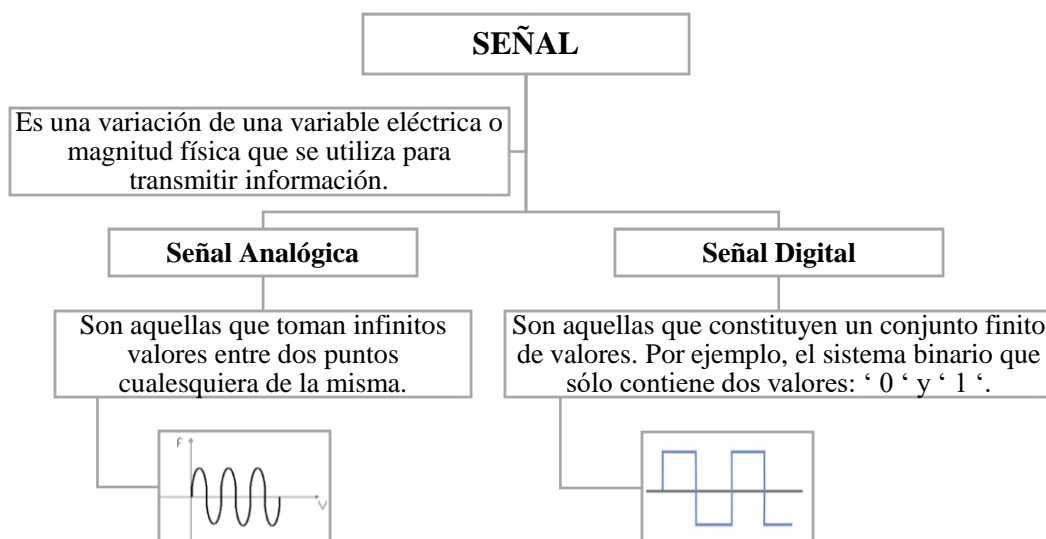 SEÑAL
Es una variación de una variable eléctrica o
magnitud física que se utiliza para
transmitir información.
Señal Analógica
Señal Digital
Son aquellas que toman infinitos
valores entre dos puntos
cualesquiera de la misma.
Son aquellas que constituyen un conjunto finito
de valores. Por ejemplo, el sistema binario que
sólo contiene dos valores: ‘ 0 ‘ y ‘ 1 ‘.
F
V